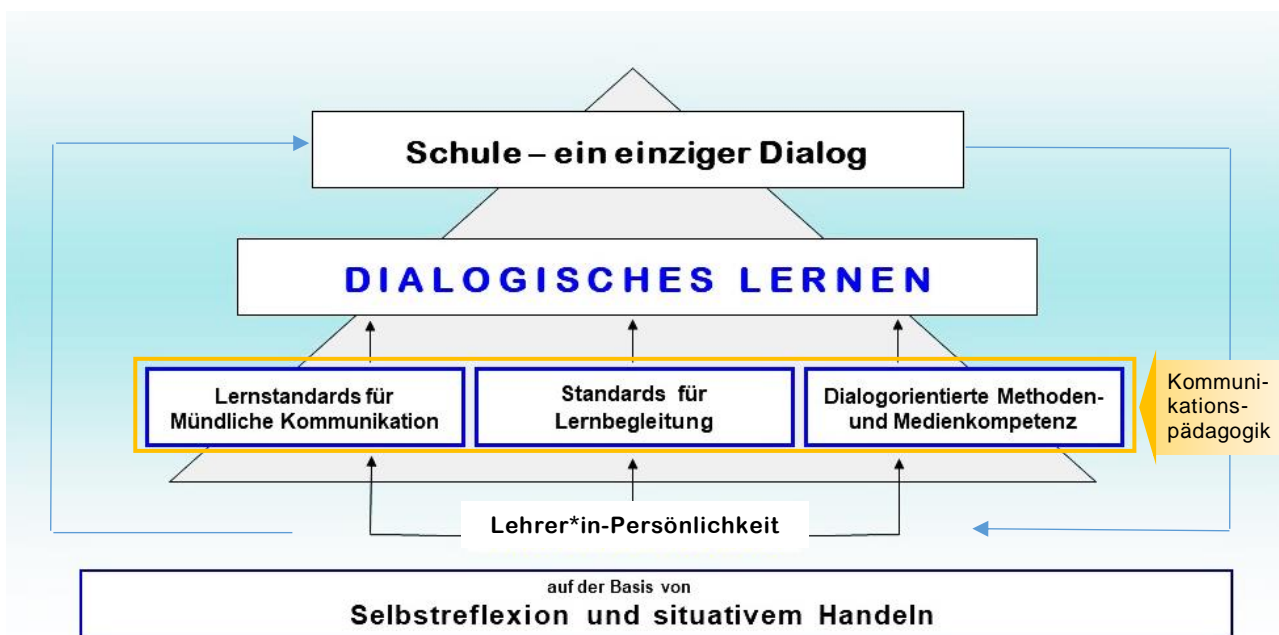 Schule – ein einziger Dialog
DIALOGISCHES LERNEN
Lernstandards für
Mündliche Kommunikation
Standards für
Lernbegleitung
Dialogorientierte Methoden-
und Medienkompetenz
Kommuni-
kations-
pädagogik
Lehrer*in-Persönlichkeit
auf der Basis von
Selbstreflexion und situativem Handeln